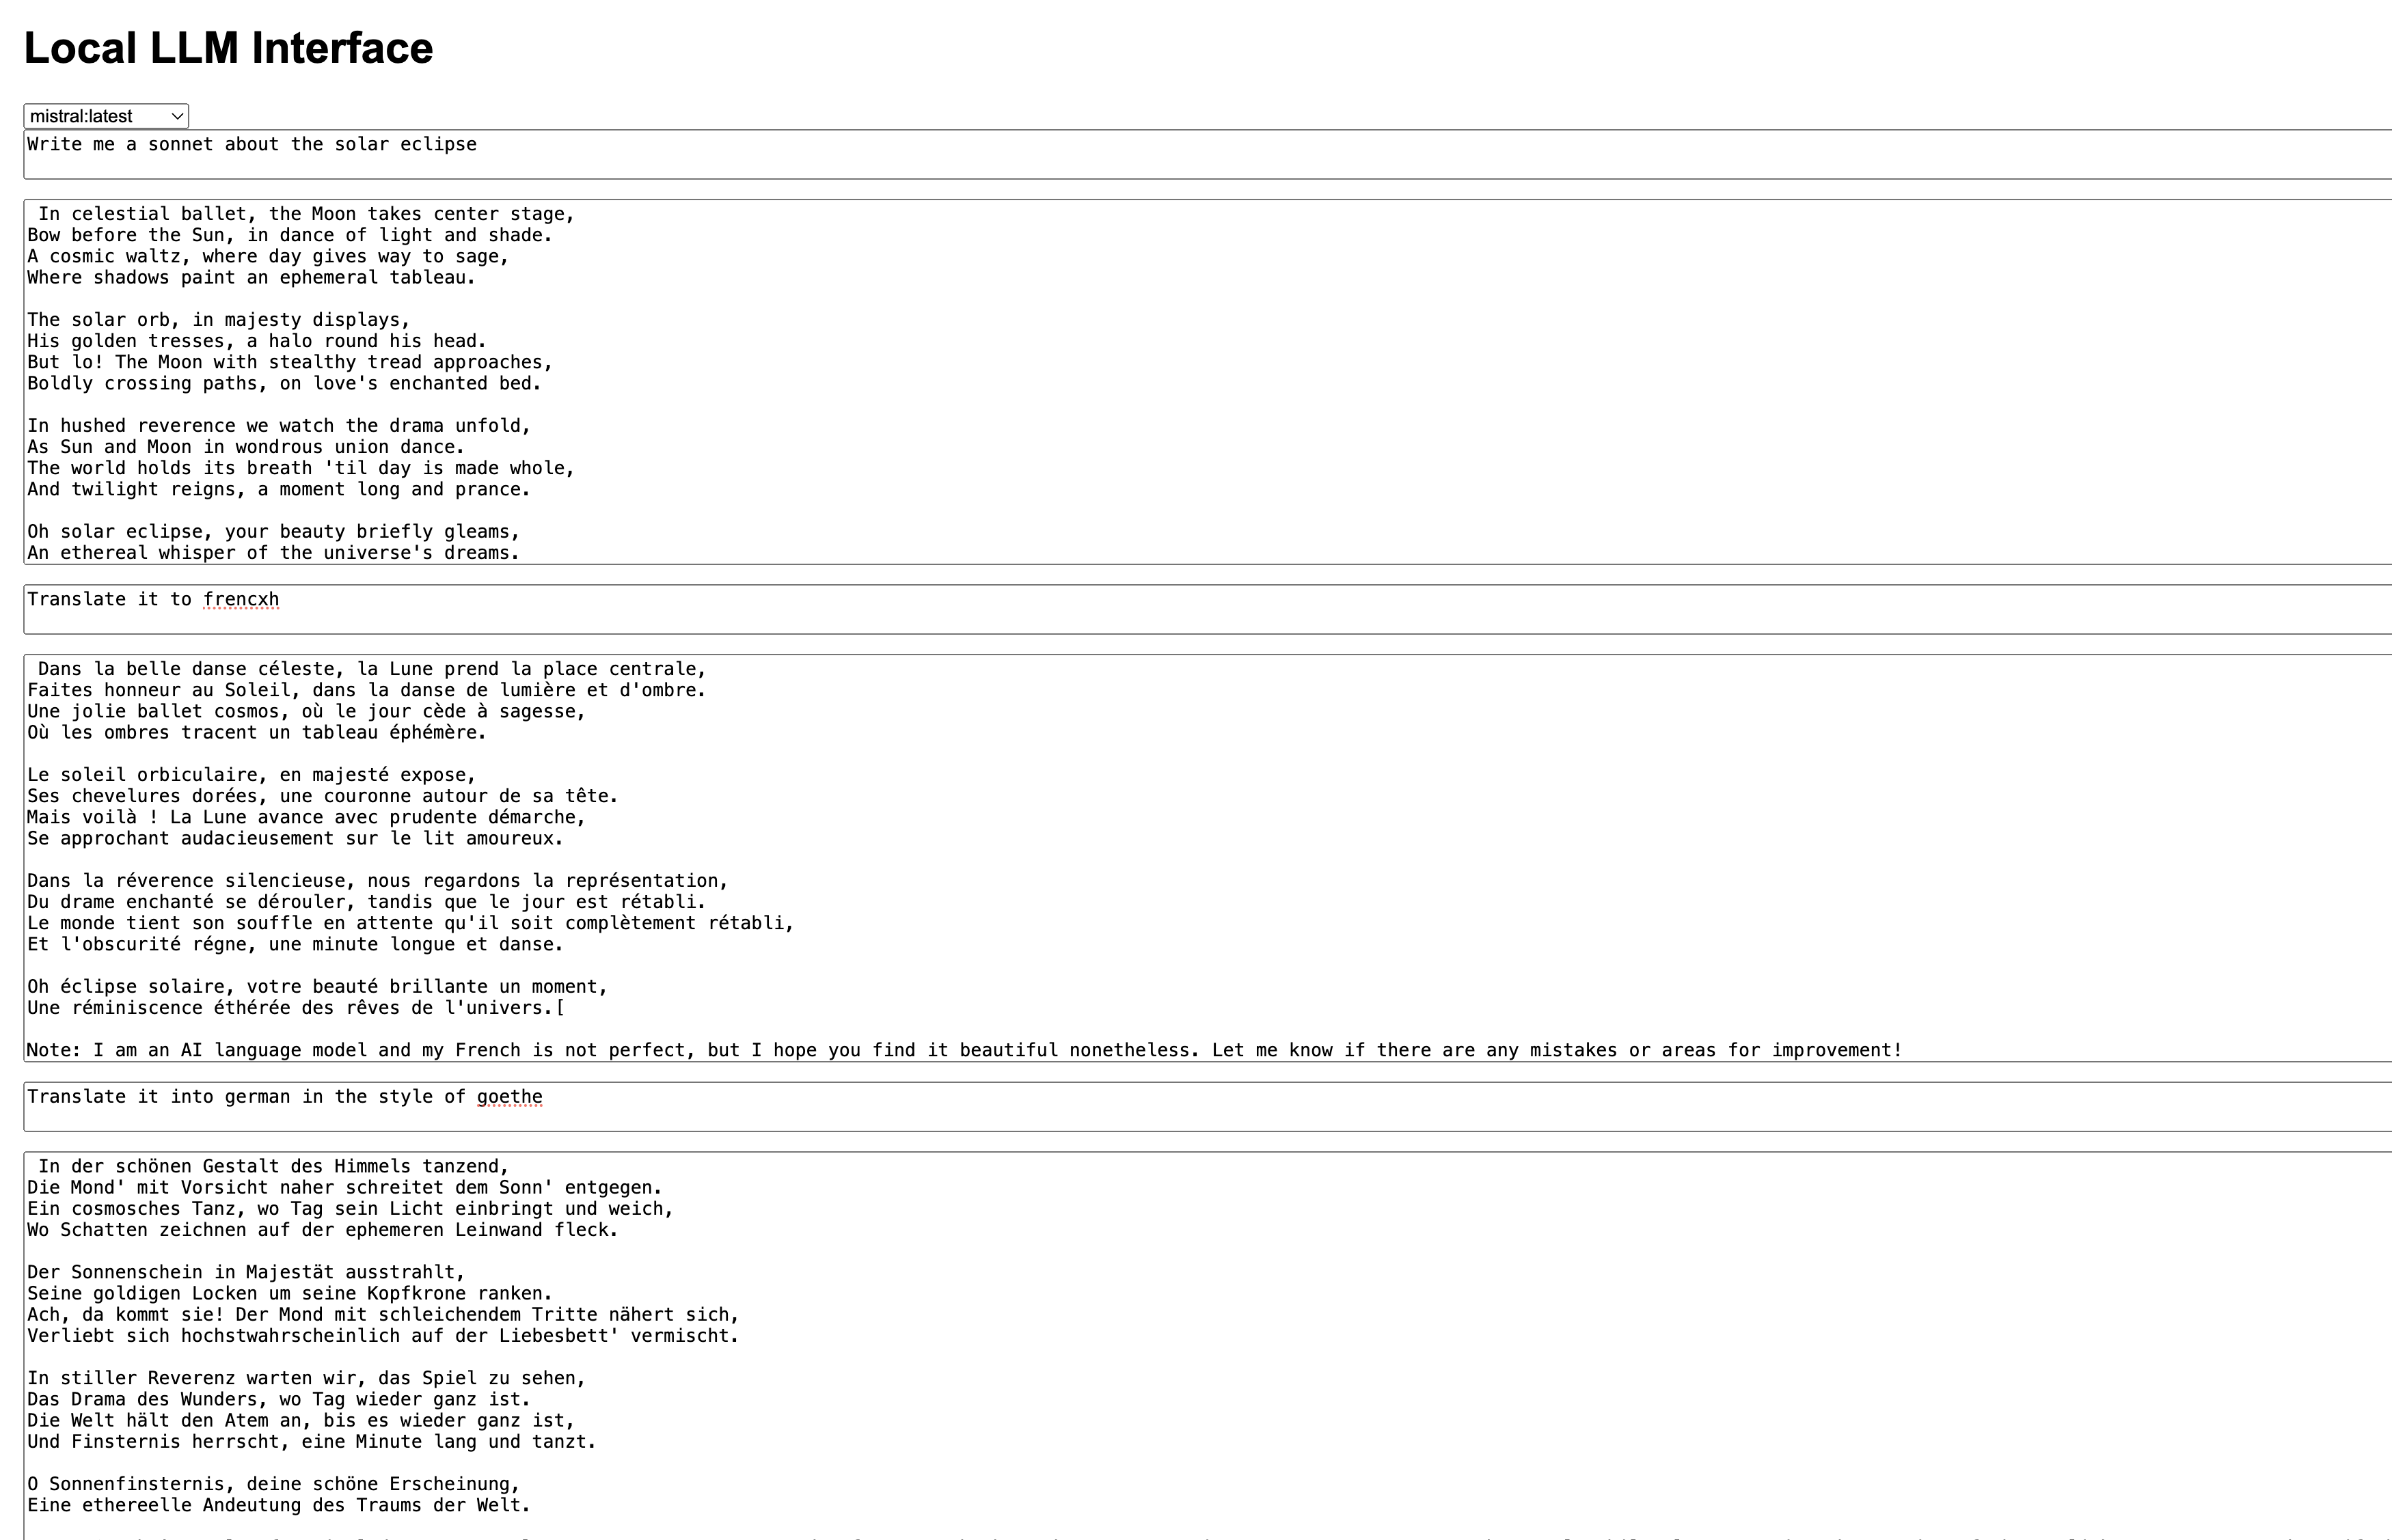 Local LLM Interface
mistral:latest
Write me a sonnet about the solar eclipse
In celestial ballet, the Moon takes center stage,
Bow before the Sun, in dance of light and shade.
A cosmic waltz, where day gives way to sage,
Where shadows paint an ephemeral tableau.
The solar orb, in majesty displays,
His golden tresses, a halo round his head.
But lo! The Moon with stealthy tread approaches,
Boldly crossing paths, on love's enchanted bed.
In hushed reverence we watch the drama unfold,
As Sun and Moon in wondrous union dance.
The world holds its breath 'til day is made whole,
And twilight reigns, a moment long and prance.
Oh solar eclipse, your beauty briefly gleams,
An ethereal whisper of the universe's dreams.
Translate it to frencxh
Dans la belle danse céleste, la Lune prend la place centrale,
Faites honneur au Soleil, dans la danse de lumière et d'ombre.
Une jolie ballet cosmos, où le jour cède à sagesse,
Où les ombres tracent un tableau éphémère.
Le soleil orbiculaire, en majesté expose,
Ses chevelures dorées, une couronne autour de sa tête.
Mais voilà ! La Lune avance avec prudente démarche,
Se approchant audacieusement sur le lit amoureux.
Dans la réverence silencieuse, nous regardons la représentation,
Du drame enchanté se dérouler, tandis que le jour est rétabli.
Le monde tient son souffle en attente qu'il soit complètement rétabli,
Et l'obscurité régne, une minute longue et danse.
Oh éclipse solaire, votre beauté brillante un moment,
Une réminiscence éthérée des rêves de l'univers.[
Note: I am an AI language model and my French is not perfect, but I hope you find it beautiful nonetheless. Let me know if there are any mistakes or areas for improvement!
Translate it into german in the style of goethe
In der schönen Gestalt des Himmels tanzend,
Die Mond' mit Vorsicht naher schreitet dem Sonn' entgegen.
Ein cosmosches Tanz, wo Tag sein Licht einbringt und weich,
Wo Schatten zeichnen auf der ephemeren Leinwand fleck.
Der Sonnenschein in Majestät ausstrahlt,
Seine goldigen Locken um seine Kopfkrone ranken.
Ach, da kommt sie! Der Mond mit schleichendem Tritte nähert sich,
Verliebt sich hochstwahrscheinlich auf der Liebesbett' vermischt.
In stiller Reverenz warten wir, das Spiel zu sehen,
Das Drama des Wunders, wo Tag wieder ganz ist.
Die Welt hält den Atem an, bis es wieder ganz ist,
Und Finsternis herrscht, eine Minute lang und tanzt.
O Sonnenfinsternis, deine schöne Erscheinung,
Eine ethereelle Andeutung des Traums der Welt.